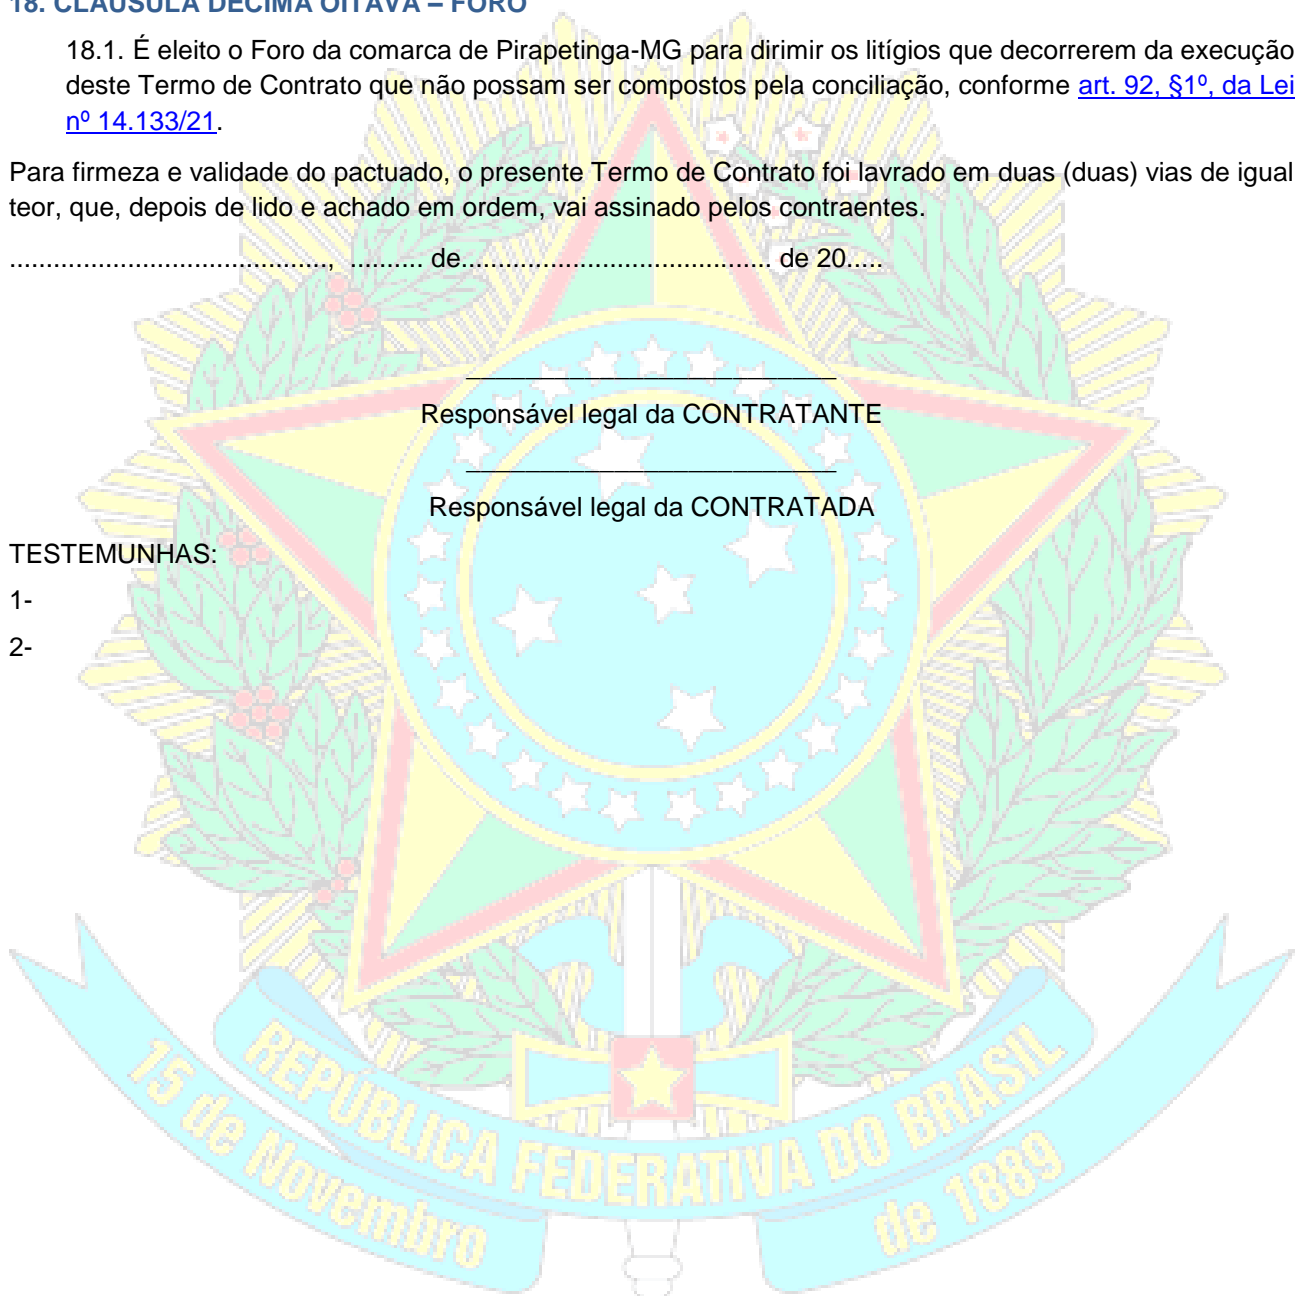 18. CLÁUSULA DÉCIMA OITAVA – FORO
18.1. É eleito o Foro da comarca de Pirapetinga-MG para dirimir os litígios que decorrerem da execução
deste Termo de Contrato que não possam ser compostos pela conciliação, conforme art. 92, §1º, da Lei
nº 14.133/21.
Para firmeza e validade do pactuado, o presente Termo de Contrato foi lavrado em duas (duas) vias de igual
teor, que, depois de lido e achado em ordem, vai assinado pelos contraentes.
..........................................., .......... de.......................................... de 20.....
_________________________
Responsável legal da CONTRATANTE
_________________________
Responsável legal da CONTRATADA
TESTEMUNHAS:
1-
2-
REPÚBLICA FEDERATIVA DO BRASIL
15 de Novembro
de 1889